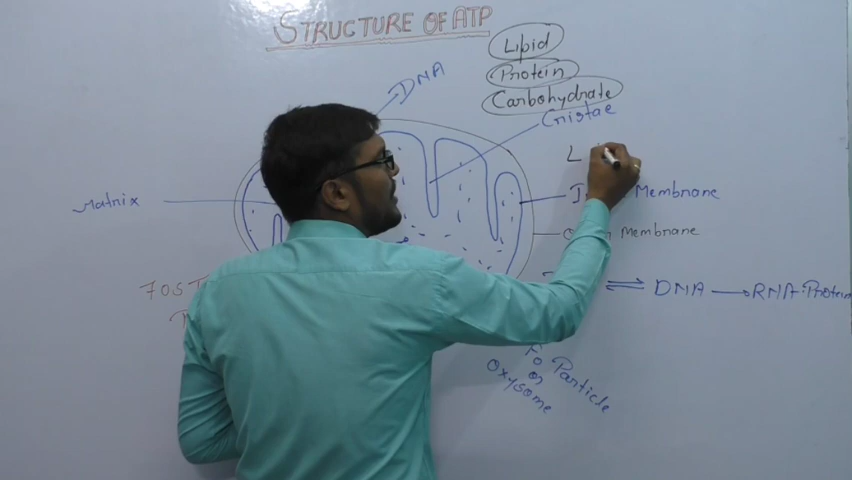 STRUCTURE OF ATP
Lipid
Protein
Carbohydrate
DNA
Cristae
L
Matrix
Membrane
Membrane
70S
DNA → RNA Protein
Fo Particle
or
Oxysome